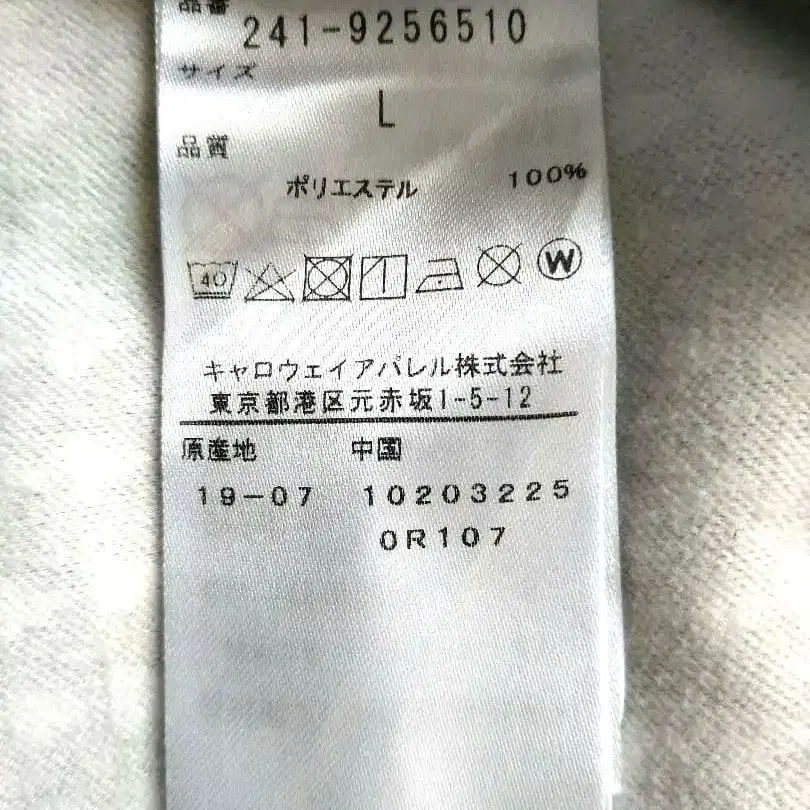 品番
241-9256510
サイズ
L
品質
ポリエステル 100%
40 W
キャロウェイアパレル株式会社
東京都港区元赤坂1-5-12
原産地 中国
19-07 10203225
0R107